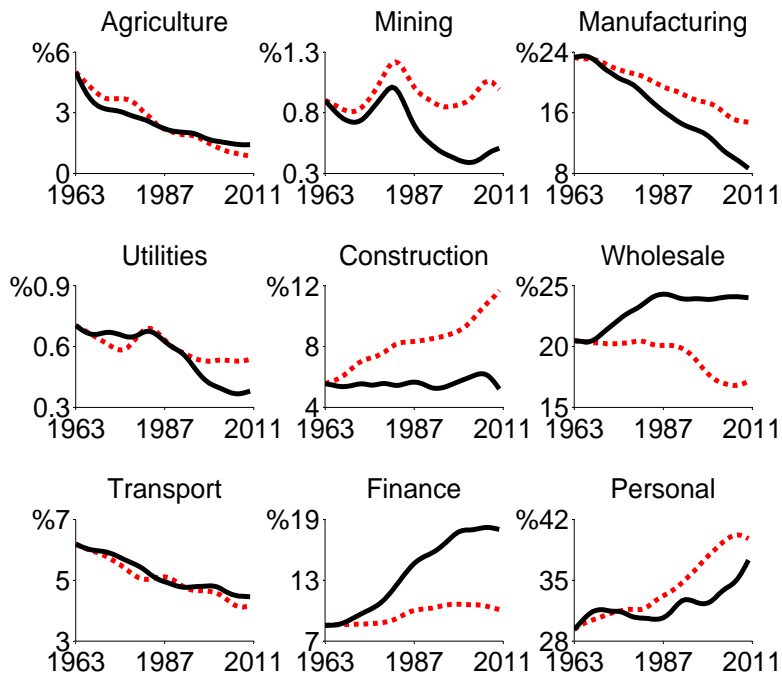 Agriculture
%6
3
0
1963 1987 2011
Mining
%1.3
0.8
0.3
1963 1987 2011
Manufacturing
%24
16
8
1963 1987 2011
Utilities
%0.9
0.6
0.3
1963 1987 2011
Construction
%12
8
4
1963 1987 2011
Wholesale
%25
20
15
1963 1987 2011
Transport
%7
5
3
1963 1987 2011
Finance
%19
13
7
1963 1987 2011
Personal
%42
35
28
1963 1987 2011